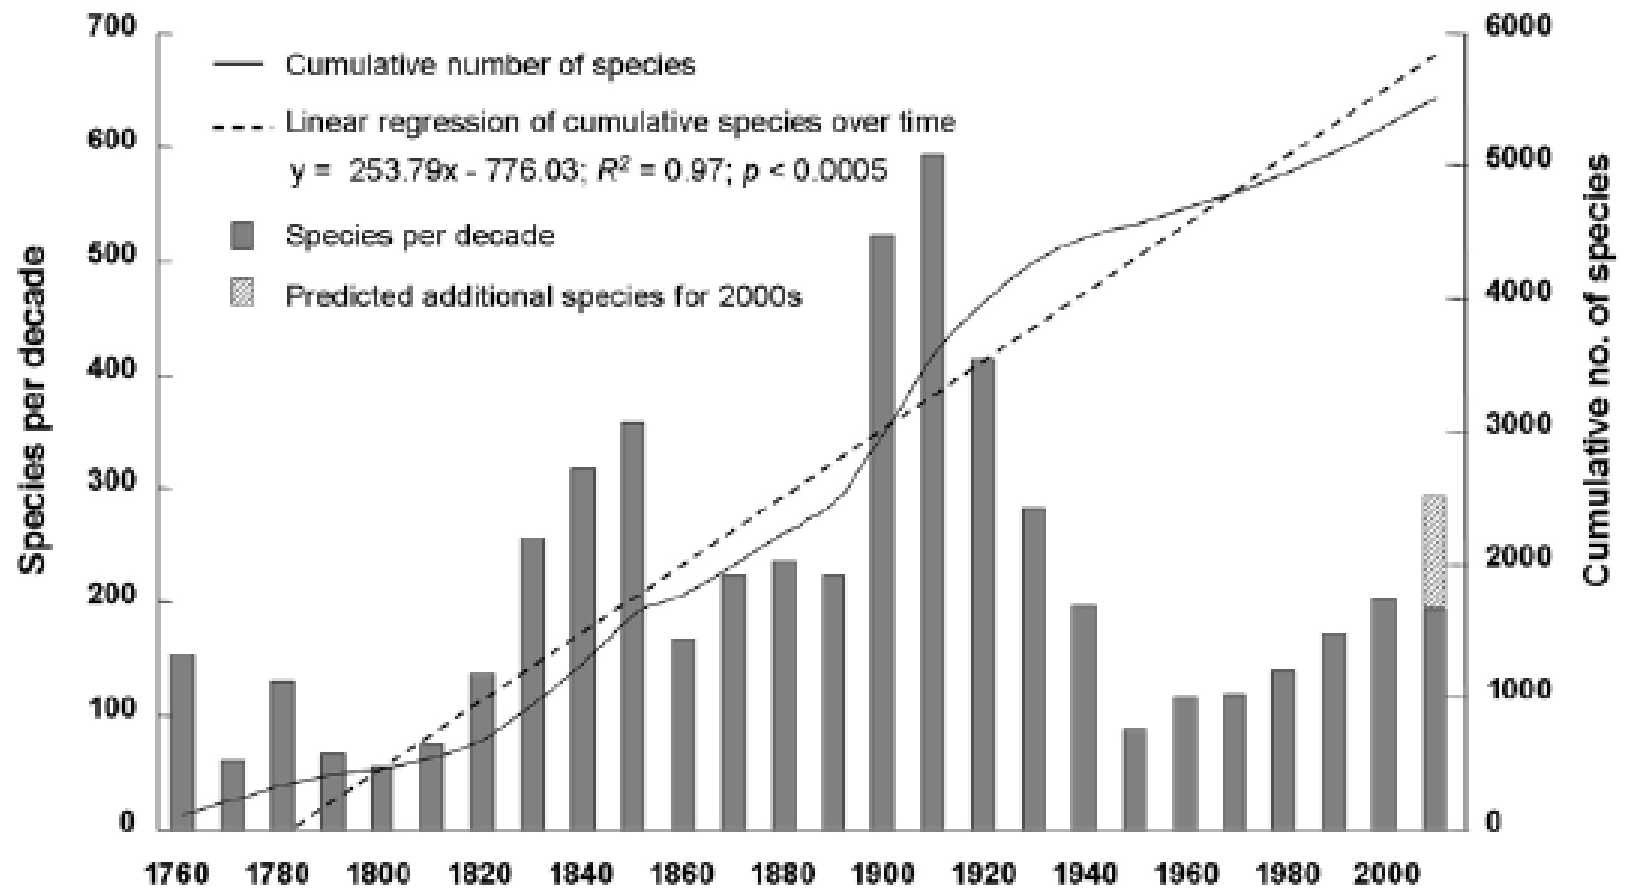 700
600
500
400
300
200
100
0
Species per decade
Cumulative number of species
Linear regression of cumulative species over time
y = 253.79x - 776.03; R² = 0.97; p < 0.0005
Species per decade
Predicted additional species for 2000s
6000
5000
4000
3000
2000
1000
0
Cumulative no. of species
1760 1780 1800 1820 1840 1860 1880 1900 1920 1940 1960 1980 2000